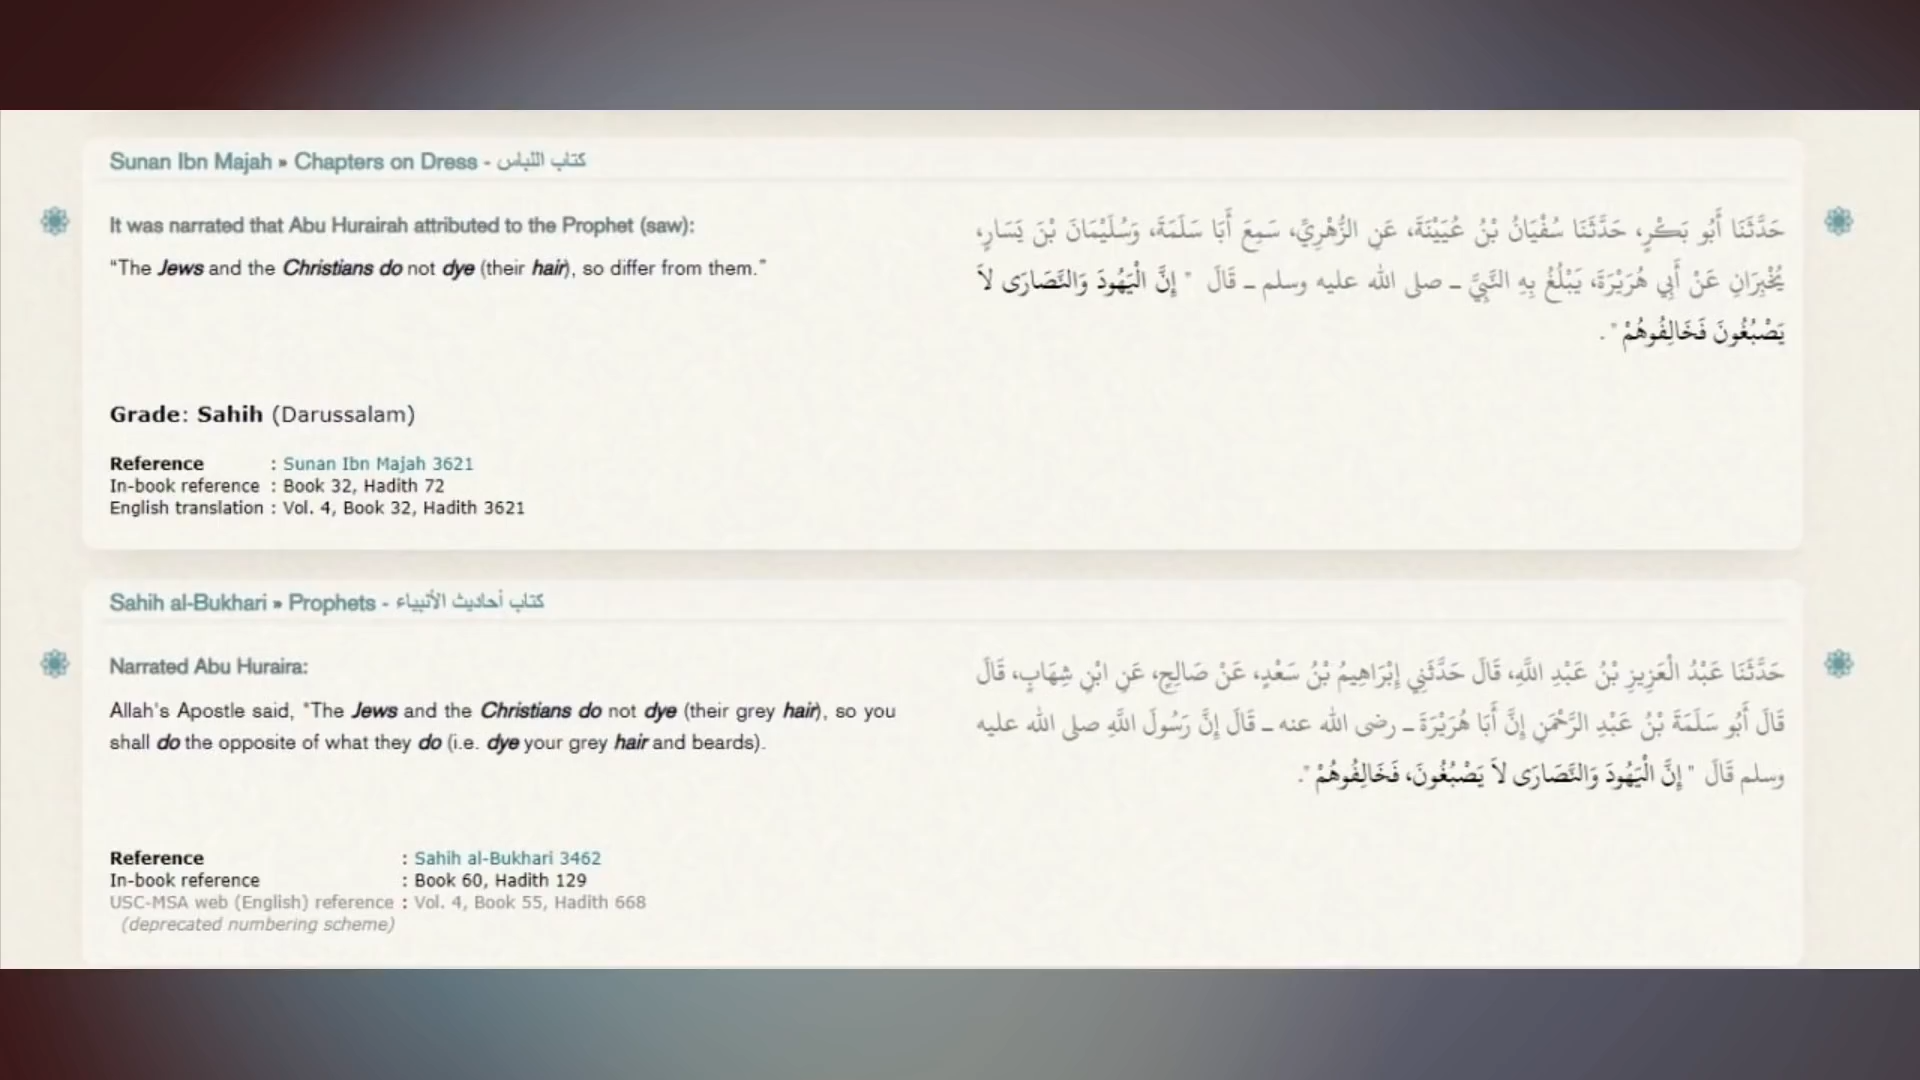 Sunan Ibn Majah » Chapters on Dress - كتاب اللباس
It was narrated that Abu Hurairah attributed to the Prophet (saw):
"The Jews and the Christians do not dye (their hair), so differ from them."
حَدَّثَنَا أَبُو بَكْرٍ، حَدَّثَنَا سُفْيَانُ بْنُ عُيَيْنَةَ، عَنِ الزُّهْرِيِّ، سَمِعَ أَبَا سَلَمَةَ، وَسُلَيْمَانَ بْنَ يَسَارٍ،
يُخْبِرَانِ عَنْ أَبِي هُرَيْرَةَ، يَبْلُغُ بِهِ النَّبِيَّ ـ صلى الله عليه وسلم ـ قَالَ " إِنَّ الْيَهُودَ وَالنَّصَارَى لاَ
يَصْبُغُونَ فَخَالِفُوهُمْ " .
Grade: Sahih (Darussalam)
Reference : Sunan Ibn Majah 3621
In-book reference : Book 32, Hadith 72
English translation : Vol. 4, Book 32, Hadith 3621
Sahih al-Bukhari » Prophets - كتاب أحاديث الأنبياء
Narrated Abu Huraira:
Allah's Apostle said, "The Jews and the Christians do not dye (their grey hair), so you
shall do the opposite of what they do (i.e. dye your grey hair and beards).
حَدَّثَنَا عَبْدُ الْعَزِيزِ بْنُ عَبْدِ اللَّهِ، قَالَ حَدَّثَنِي إِبْرَاهِيمُ بْنُ سَعْدٍ، عَنْ صَالِحٍ، عَنِ ابْنِ شِهَابٍ، قَالَ
قَالَ أَبُو سَلَمَةَ بْنُ عَبْدِ الرَّحْمَنِ إِنَّ أَبَا هُرَيْرَةَ ـ رضى الله عنه ـ قَالَ إِنَّ رَسُولَ اللَّهِ صلى الله عليه
وسلم قَالَ " إِنَّ الْيَهُودَ وَالنَّصَارَى لاَ يَصْبُغُونَ، فَخَالِفُوهُمْ ".
Reference : Sahih al-Bukhari 3462
In-book reference : Book 60, Hadith 129
USC-MSA web (English) reference : Vol. 4, Book 55, Hadith 668
(deprecated numbering scheme)